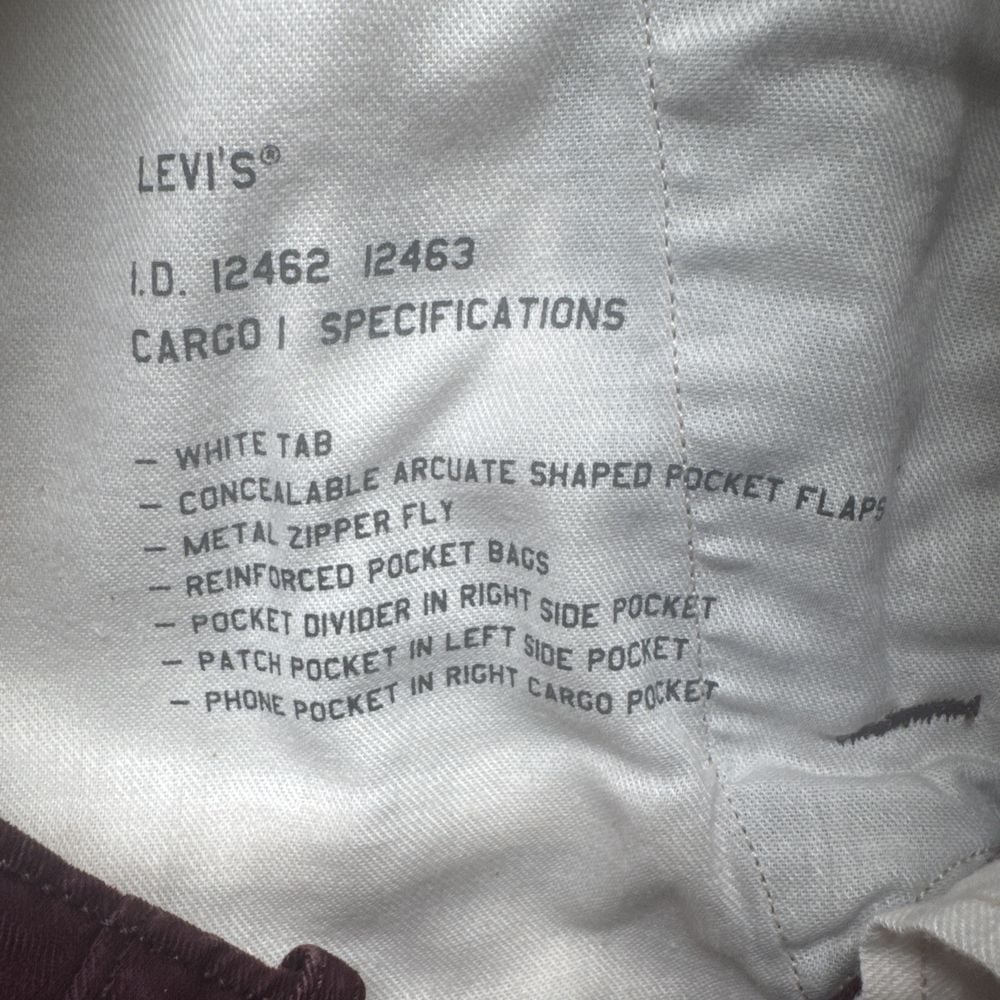 LEVI'S®
I.D. 12462 12463
CARGO | SPECIFICATIONS
– WHITE TAB
– CONCEALABLE ARCUATE SHAPED POCKET FLAPS
– METAL ZIPPER FLY
– REINFORCED POCKET BAGS
– POCKET DIVIDER IN RIGHT SIDE POCKET
– PATCH POCKET IN LEFT SIDE POCKET
– PHONE POCKET IN RIGHT CARGO POCKET